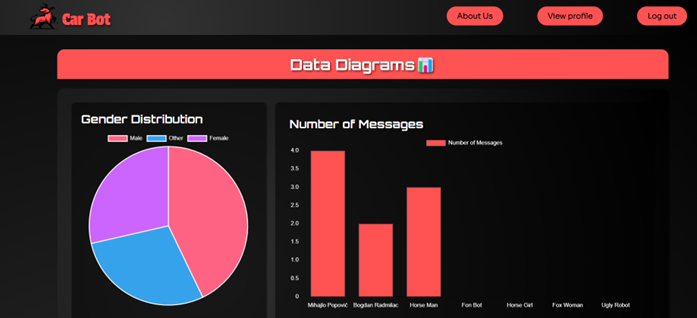 Car Bot
About Us
View profile
Log out
Data Diagrams
Gender Distribution
Male Other Female
Number of Messages
Number of Messages
4.0
3.5
3.0
2.5
2.0
1.5
1.0
0.5
0
Mihajlo Popović Bogdan Radmilac Horse Man Fon Bot Horse Girl Fox Woman Ugly Robot